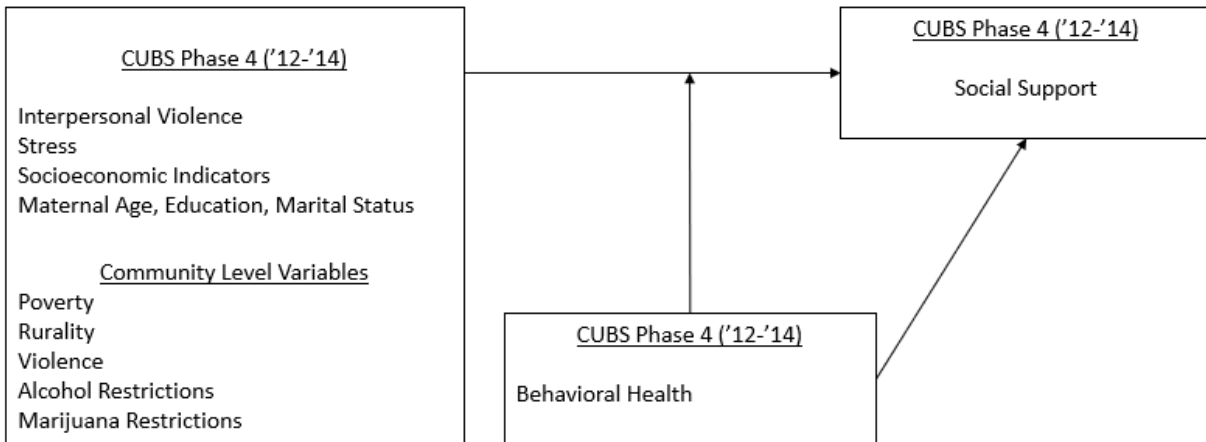 CUBS Phase 4 ('12-'14)
Interpersonal Violence
Stress
Socioeconomic Indicators
Maternal Age, Education, Marital Status
Community Level Variables
Poverty
Rurality
Violence
Alcohol Restrictions
Marijuana Restrictions
CUBS Phase 4 ('12-'14)
Behavioral Health
CUBS Phase 4 ('12-'14)
Social Support